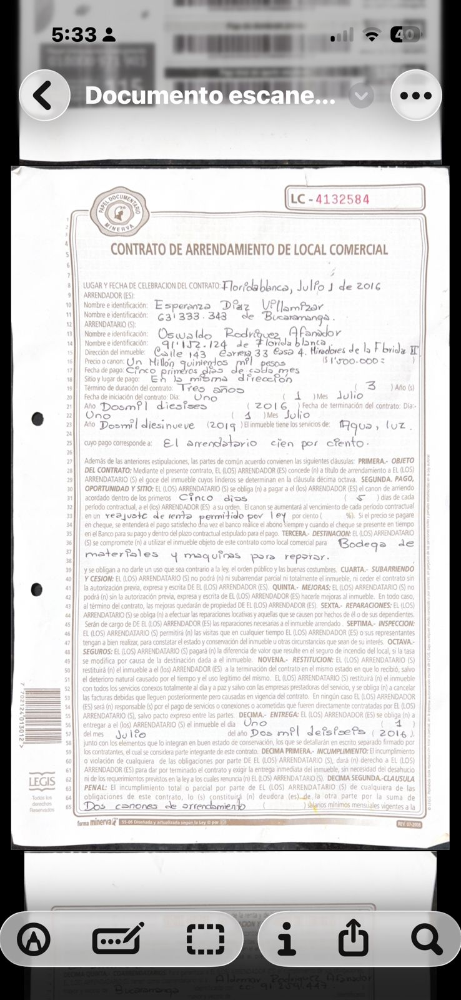 5:33
40
Documento escane...
PAPEL DOCUMENTARIO
MINERVA
LC - 4132584
CONTRATO DE ARRENDAMIENTO DE LOCAL COMERCIAL
LUGAR Y FECHA DE CELEBRACION DEL CONTRATO: Floridablanca, Julio 1 de 2016
ARRENDADOR (ES):
Nombre e identificación: Esperanza Diaz Villamizar
Nombre e identificación: 63'333.343 de Bucaramanga.
ARRENDATARIO (S):
Nombre e identificación: Oswaldo Rodriguez Afanador
Nombre e identificación: 91'152.124 de Florida blanca
Dirección del inmueble: Calle 143 Carrera 33 Casa 4. Miradores de la Florida II.
Precio o canon: Un Millón quinientos mil pesos ($ 1'500.000= )
Fecha de pago: Cinco primeros dias de cada mes
Sitio y lugar de pago: En la misma dirección
Término de duración del contrato: Tres años ( 3 ) Año (s)
Fecha de iniciación del contrato: Día: Uno ( 1 ) Mes Julio
Año Dosmil diesises ( 2016 ) Fecha de terminación del contrato: Día:-
Uno ( 1 ) Mes Julio
Año Dosmil diesinueve (2019 ) El inmueble tiene los servicios de: Agua, luz.
cuyo pago corresponde a: El arrendatario cien por ciento.
Además de las anteriores estipulaciones, las partes de común acuerdo convienen las siguientes cláusulas: PRIMERA.- OBJETO
DEL CONTRATO: Mediante el presente contrato, EL (LOS) ARRENDADOR (ES) concede (n) a título de arrendamiento a EL (LOS)
ARRENDATARIO (S) el goce del inmueble cuyos linderos se determinan en la cláusula décima octava. SEGUNDA. PAGO,
OPORTUNIDAD Y SITIO: EL (LOS) ARRENDATARIO (S) se obliga (n) a pagar a el (los) ARRENDADOR (ES) el canon de arriendo
acordado dentro de los primeros Cinco dias ( 5 ) días de cada
período contractual, a el (los) ARRENDADOR (ES) a su orden. El canon se aumentará al vencimiento de cada período contractual
en un reajuste de renta permitido por ley por ciento ( %). Si el precio se pagare
en cheque, se entenderá el pago satisfecho una vez el banco realice el abono siempre y cuando el cheque se presente en tiempo
en el Banco para su pago y dentro del plazo contractual estipulado para el pago. TERCERA.- DESTINACION: EL (LOS) ARRENDATARIO
(S) se compromete (n) a utilizar el inmueble objeto de este contrato como local comercial para Bodega de
materiales y maquinas para reparar.
y se obligan a no darle un uso que sea contrario a la ley, el orden público y las buenas costumbres. CUARTA.- SUBARRIENDO
Y CESION: EL (LOS) ARRENDATARIO (S) no podrá (n) ni subarrendar parcial ni totalmente el inmueble, ni ceder el contrato sin
la autorización previa, expresa y escrita DE EL (LOS) ARRENDADOR (ES). QUINTA.- MEJORAS: EL (LOS) ARRENDATARIO (S) no
podrá (n) sin la autorización previa, expresa y escrita de EL (LOS) ARRENDADOR (ES) hacerle mejoras al inmueble. En todo caso,
al término del contrato, las mejoras quedarán de propiedad DE EL (LOS) ARRENDADOR (ES). SEXTA.- REPARACIONES: EL (LOS)
ARRENDATARIO (S) se obliga (n) a efectuar las reparaciones locativas y aquellas que se causen por hechos de él o de sus dependientes.
Serán de cargo de DE EL (LOS) ARRENDADOR (ES) las reparaciones necesarias a el inmueble arrendado . SEPTIMA.- INSPECCION:
EL (LOS) ARRENDATARIO (S) permitirá (n) las visitas que en cualquier tiempo EL (LOS) ARRENDADOR (ES) o sus representantes
tengan a bien realizar, para constatar el estado y conservación del inmueble u otras circunstancias que sean de su interés. OCTAVA.-
SEGUROS: EL (LOS) ARRENDATARIO (S) pagará (n) la diferencia de valor que resulte en el seguro de incendio del local, si la tasa
se modifica por causa de la destinación dada a el inmueble. NOVENA.- RESTITUCION: EL (LOS) ARRENDATARIO (S)
restituirá (n) el inmueble a el (los) ARRENDADOR (ES) a la terminación del contrato en el mismo estado en que lo recibió, salvo
el deterioro natural causado por el tiempo y el uso legítimo del mismo. EL (LOS) ARRENDATARIO (S) restituirá (n) el inmueble
con todos los servicios conexos totalmente al día y a paz y salvo con las empresas prestadoras del servicio, y se obliga (n) a cancelar
las facturas debidas que lleguen posteriormente pero causadas en vigencia del contrato. En ningún caso EL (LOS) ARRENDADOR
(ES) será (n) responsable (s) por el pago de servicios o conexiones o acometidas que fueren directamente contratadas por EL (LOS)
ARRENDATARIO (S), salvo pacto expreso entre las partes. DECIMA.- ENTREGA: EL (LOS) ARRENDADOR (ES) se obliga (n) a
entregar a el (los) ARRENDATARIO (S) el inmueble el día Uno ( 1 )
del mes Julio del año Dos mil deisiseis ( 2016 ),
junto con los elementos que lo integran en buen estado de conservación, los que se detallarán en escrito separado firmado por
los contratantes, el cual se considera parte integrante de este contrato. DECIMA PRIMERA.- INCUMPLIMIENTO: El incumplimiento
o violación de cualquiera de las obligaciones por parte DE EL (LOS) ARRENDATARIO (S), dará (n) derecho a EL (LOS)
ARRENDADOR (ES) para dar por terminado el contrato y exigir la entrega inmediata del inmueble, sin necesidad del desahucio
ni de los requerimientos previstos en la ley a los cuales renuncia (n) EL (LOS) ARRENDATARIO (S). DECIMA SEGUNDA.-CLAUSULA
PENAL: El incumplimiento total o parcial por parte de EL (LOS) ARRENDATARIO (S) de cualquiera de las
obligaciones de este contrato, lo (s) constituirá (n) deudora (es) de la otra parte por la suma de
Dos canones de arrendamiento ( ) salarios mínimos mensuales vigentes a la
7 702124 013012 >
LEGIS
Todos los
derechos
Reservados
forma minerva 55-06 Diseñada y actualizada según la Ley © por
REV. 07-2008
Aldemar Rodriguez Afanador
Bucaramanga